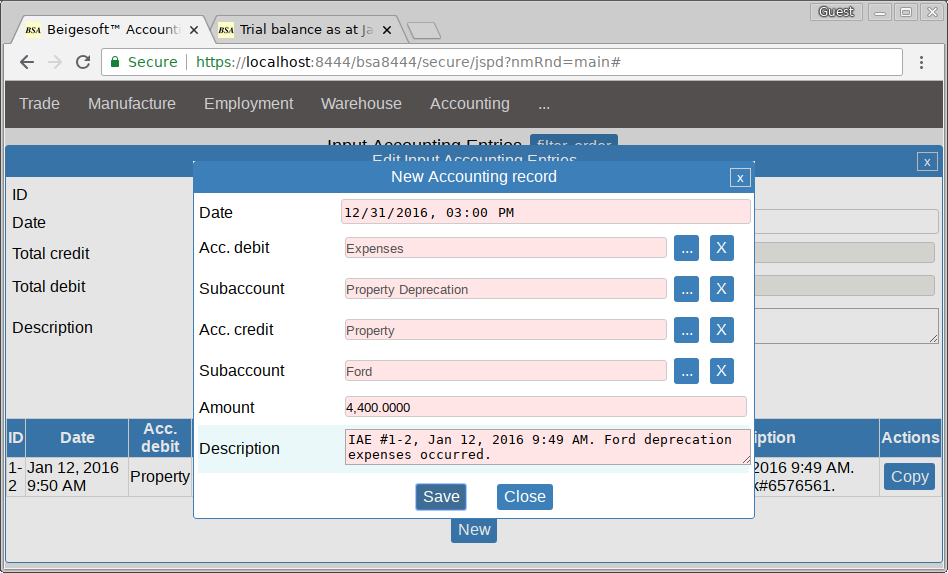 Guest
BSA Beigesoft™ Accounti
BSA Trial balance as at Ja
Secure https://localhost:8444/bsa8444/secure/jspd?nmRnd=main#
Trade Manufacture Employment Warehouse Accounting ...
Input Accounting Entries filter, order
Edit Input Accounting Entries x
New Accounting record x
ID
Date
Total credit
Total debit
Description
Date 12/31/2016, 03:00 PM
Acc. debit Expenses ... X
Subaccount Property Deprecation ... X
Acc. credit Property ... X
Subaccount Ford ... X
Amount 4,400.0000
Description IAE #1-2, Jan 12, 2016 9:49 AM. Ford deprecation
expenses occurred.
Save Close
ID Date Acc. debit iption Actions
1-2 Jan 12, 2016 9:50 AM Property 2016 9:49 AM.
#6576561. Copy
New